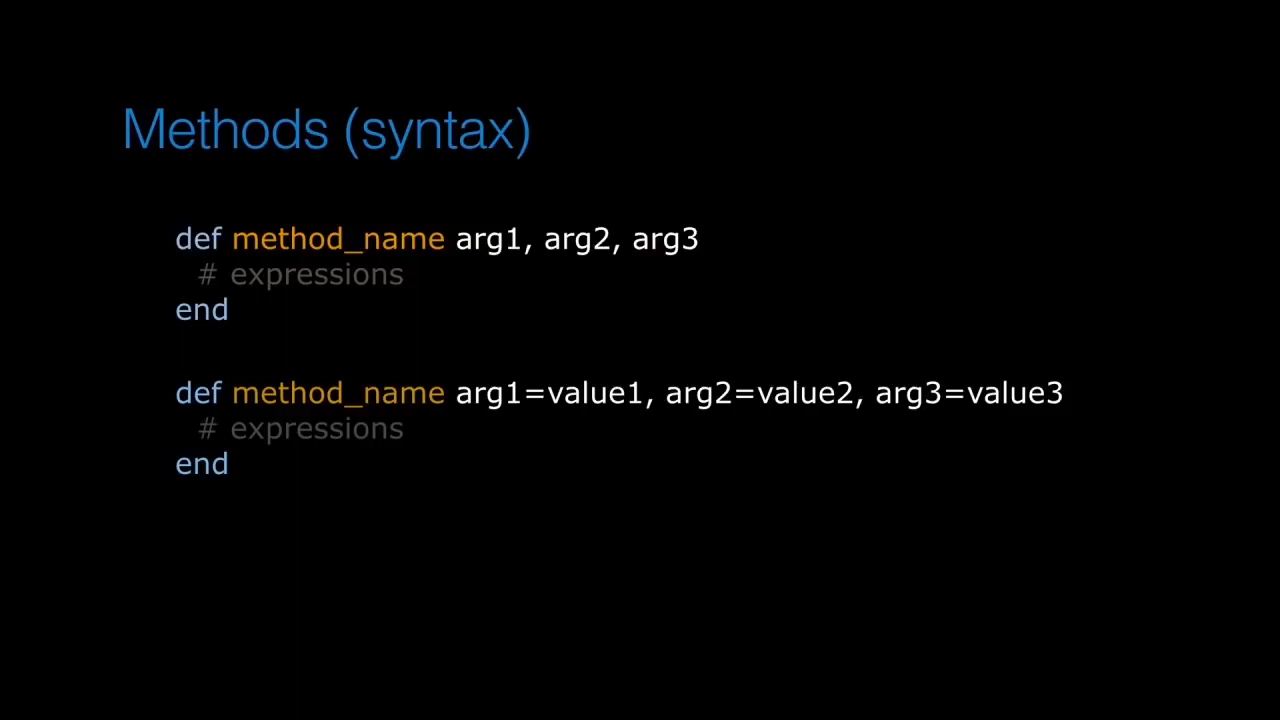 Methods (syntax)
def method_name arg1, arg2, arg3
# expressions
end
def method_name arg1=value1, arg2=value2, arg3=value3
# expressions
end